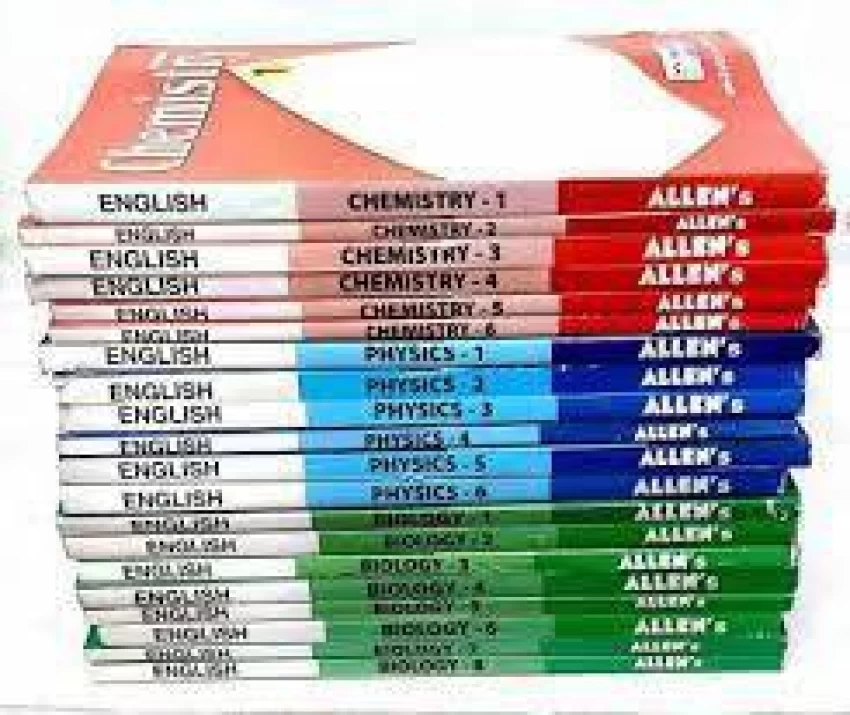 Chemistry
ENGLISH CHEMISTRY - 1 ALLEN's
ENGLISH CHEMISTRY - 2 ALLEN's
ENGLISH CHEMISTRY - 3 ALLEN's
ENGLISH CHEMISTRY - 4 ALLEN's
ENGLISH CHEMISTRY - 5 ALLEN's
ENGLISH CHEMISTRY - 6 ALLEN's
ENGLISH PHYSICS - 1 ALLEN's
ENGLISH PHYSICS - 2 ALLEN's
ENGLISH PHYSICS - 3 ALLEN's
ENGLISH PHYSICS - 4 ALLEN's
ENGLISH PHYSICS - 5 ALLEN's
ENGLISH PHYSICS - 6 ALLEN's
ENGLISH BIOLOGY - 1 ALLEN's
ENGLISH BIOLOGY - 2 ALLEN's
ENGLISH BIOLOGY - 3 ALLEN's
ENGLISH BIOLOGY - 4 ALLEN's
ENGLISH BIOLOGY - 5 ALLEN's
ENGLISH BIOLOGY - 6 ALLEN's
ENGLISH BIOLOGY - 7 ALLEN's
ENGLISH BIOLOGY - 8 ALLEN's